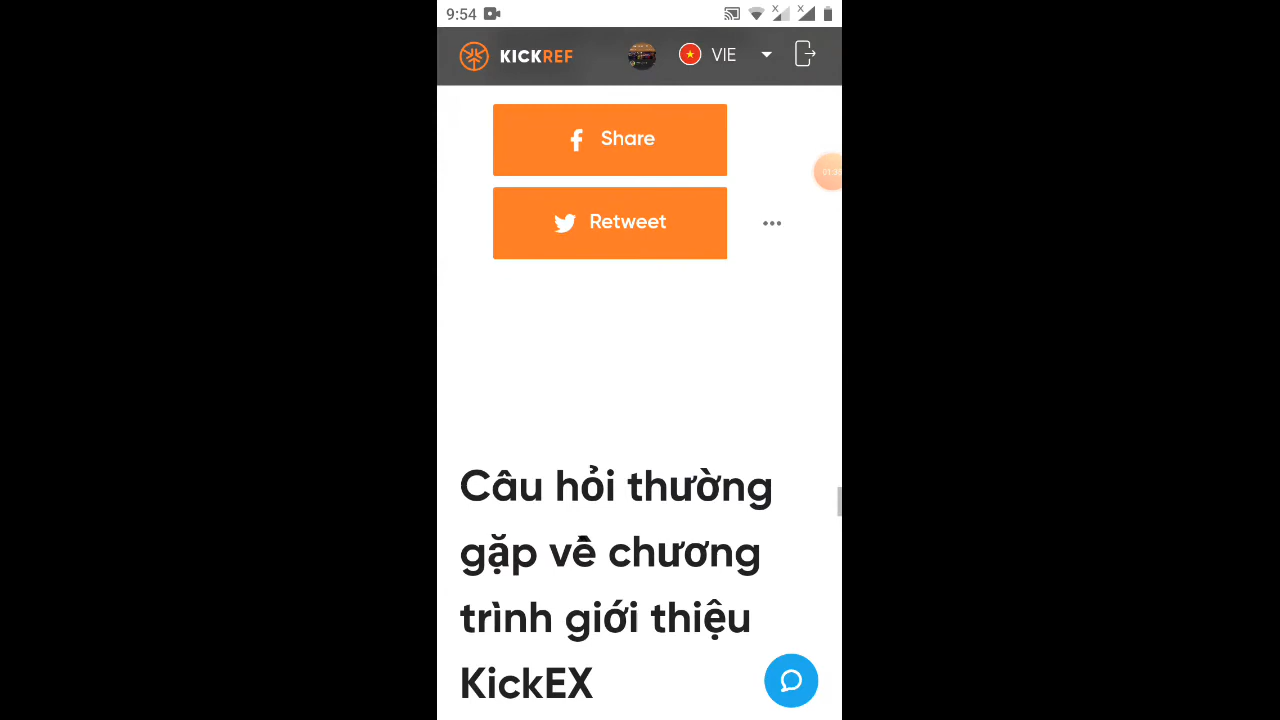 9:54
KICKREF
VIE
Share
Retweet
Câu hỏi thường
gặp về chương
trình giới thiệu
KickEX